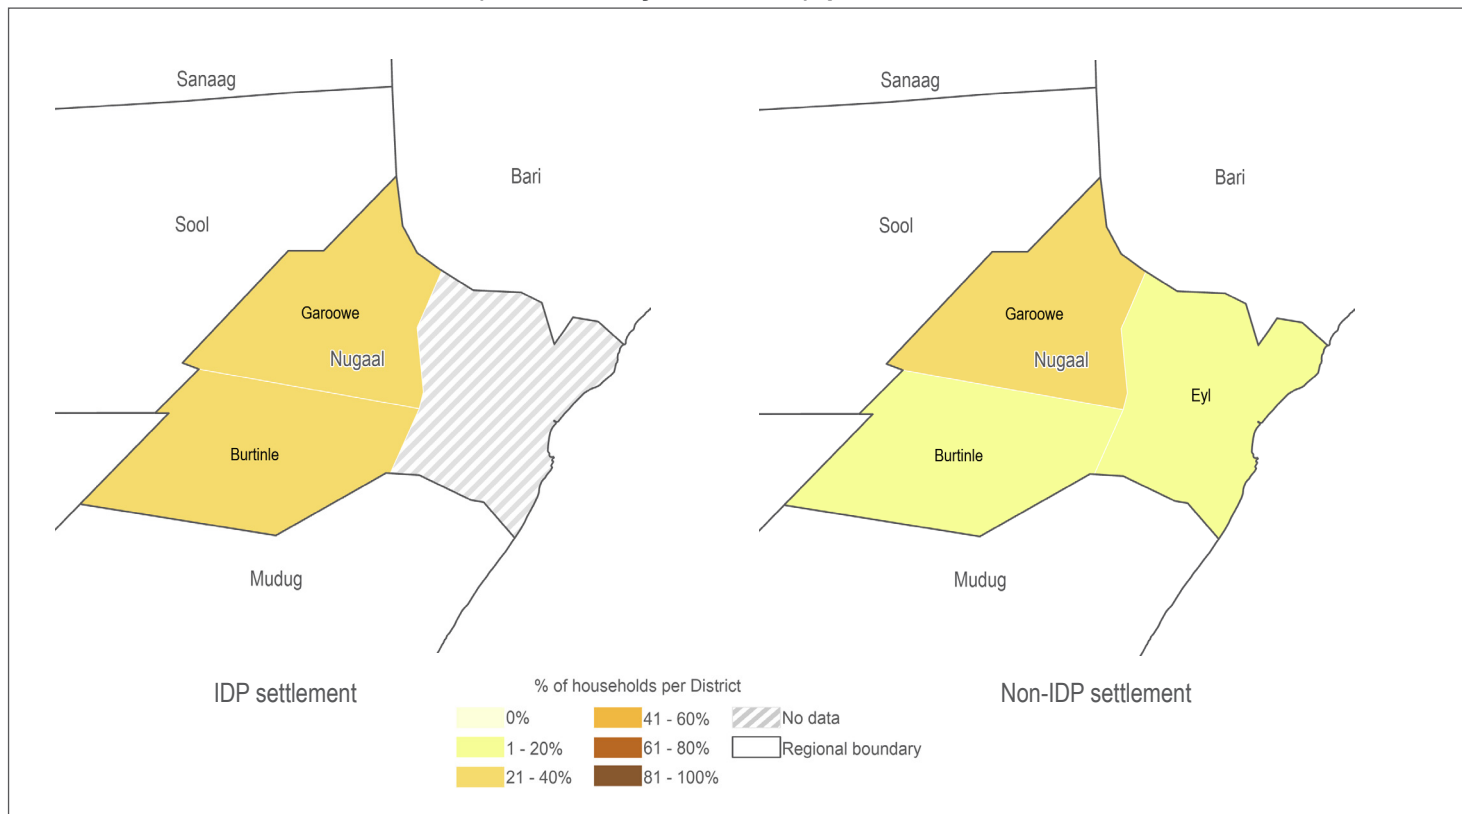 Sanaag
Bari
Sool
Garoowe
Nugaal
Burtinle
Mudug
IDP settlement
Sanaag
Bari
Sool
Garoowe
Nugaal
Eyl
Burtinle
Mudug
Non-IDP settlement
% of households per District
0%
1 - 20%
21 - 40%
41 - 60%
61 - 80%
81 - 100%
No data
Regional boundary